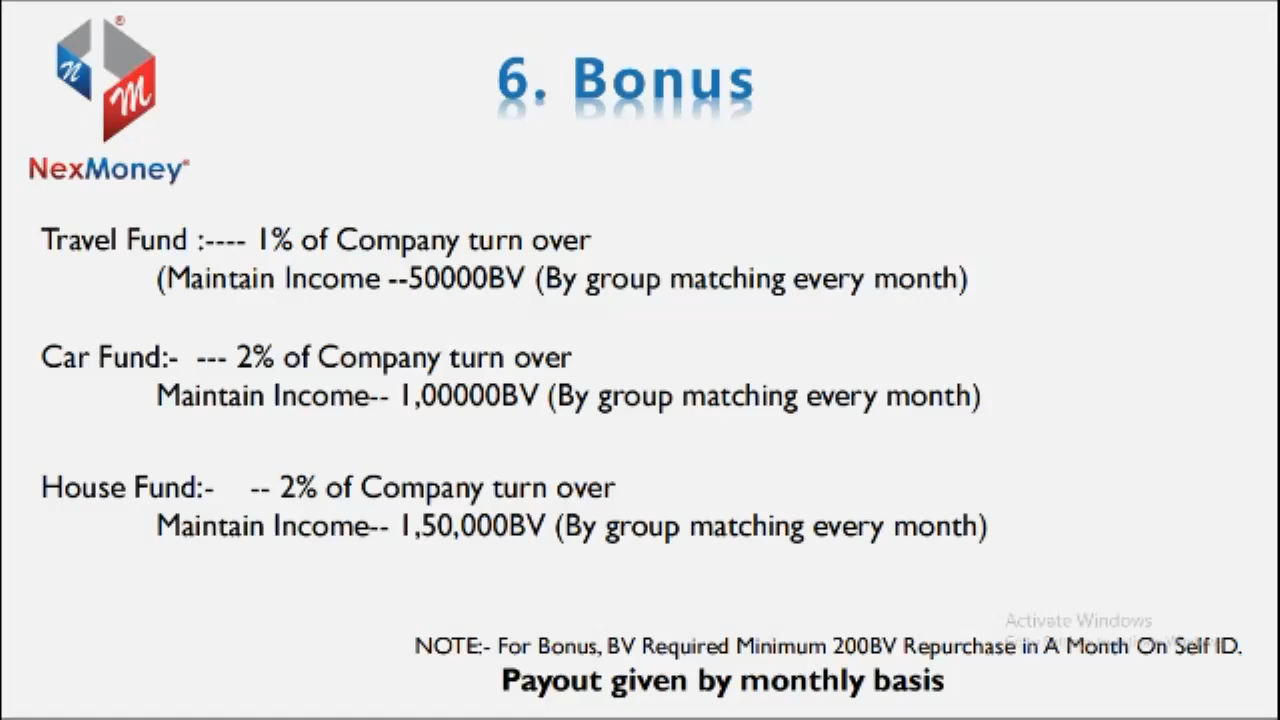 n
M
®
NexMoney®
6. Bonus
Travel Fund :---- 1% of Company turn over
(Maintain Income --50000BV (By group matching every month)
Car Fund:- --- 2% of Company turn over
Maintain Income-- 1,00000BV (By group matching every month)
House Fund:- -- 2% of Company turn over
Maintain Income-- 1,50,000BV (By group matching every month)
Activate Windows
NOTE:- For Bonus, BV Required Minimum 200BV Repurchase in A Month On Self ID.
Payout given by monthly basis